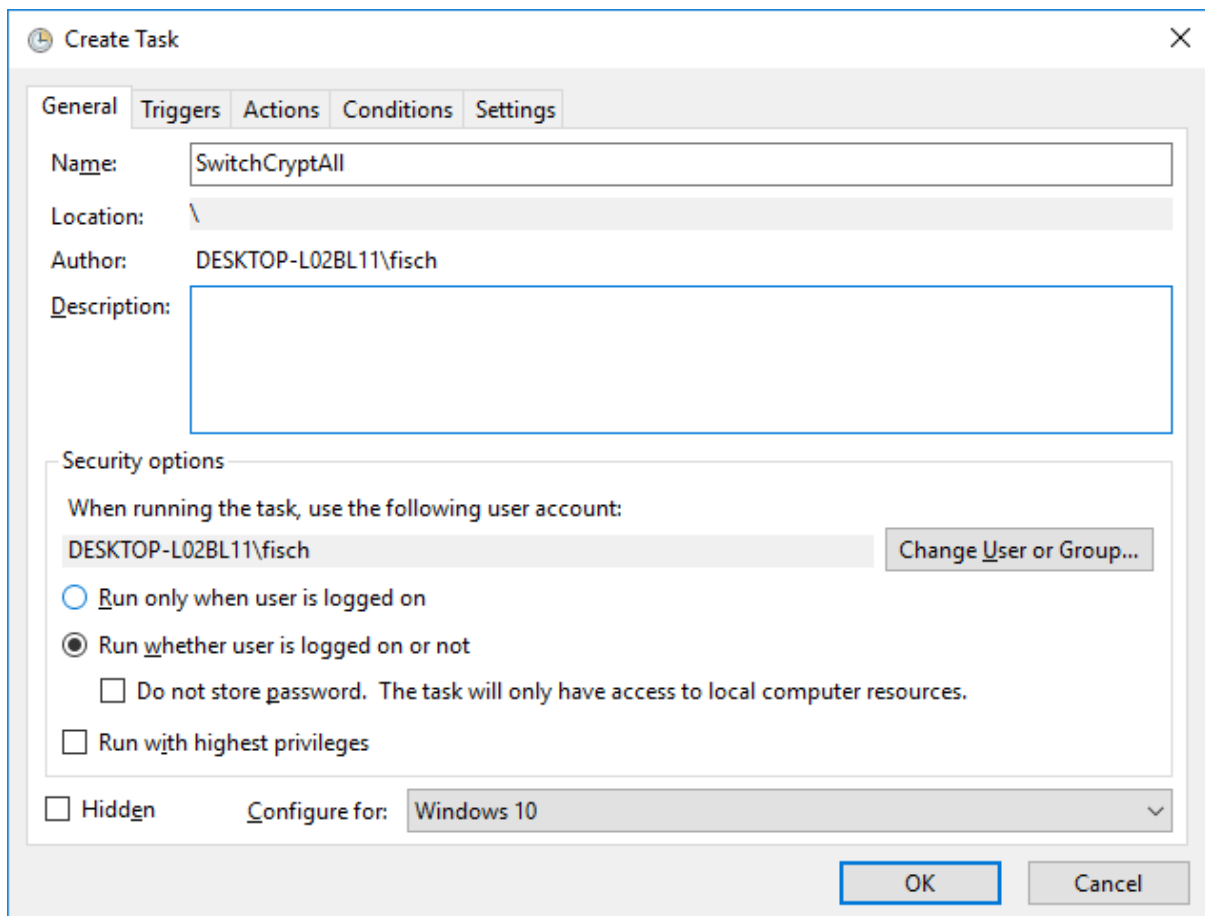 Create Task
General Triggers Actions Conditions Settings
Name: SwitchCryptAll
Location: \
Author: DESKTOP-L02BL11\fisch
Description:
Security options
When running the task, use the following user account:
DESKTOP-L02BL11\fisch Change User or Group...
Run only when user is logged on
Run whether user is logged on or not
Do not store password. The task will only have access to local computer resources.
Run with highest privileges
Hidden Configure for: Windows 10
OK Cancel